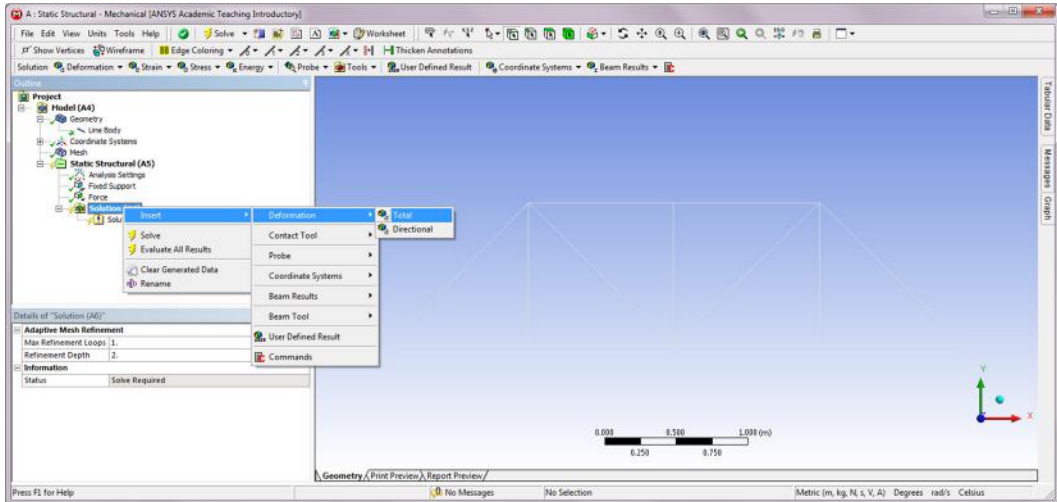 A : Static Structural - Mechanical [ANSYS Academic Teaching Introductory]
File Edit View Units Tools Help Solve Worksheet
Show Vertices Wireframe Edge Coloring Thicken Annotations
Solution Deformation Strain Stress Energy Probe Tools User Defined Result Coordinate Systems Beam Results
Outline
Project
Model (A4)
Geometry
Line Body
Coordinate Systems
Mesh
Static Structural (A5)
Analysis Settings
Fixed Support
Force
Solution
Solu
Insert
Solve
Evaluate All Results
Clear Generated Data
Rename
Deformation
Contact Tool
Probe
Coordinate Systems
Beam Results
Beam Tool
User Defined Result
Commands
Total
Directional
Details of "Solution (A6)"
Adaptive Mesh Refinement
Max Refinement Loops 1.
Refinement Depth 2.
Information
Status Solve Required
Tabular Data
Messages
Graph
Y
X
0.000 0.500 1.000 (m)
0.250 0.750
Geometry Print Preview Report Preview
Press F1 for Help No Messages No Selection Metric (m, kg, N, s, V, A) Degrees rad/s Celsius